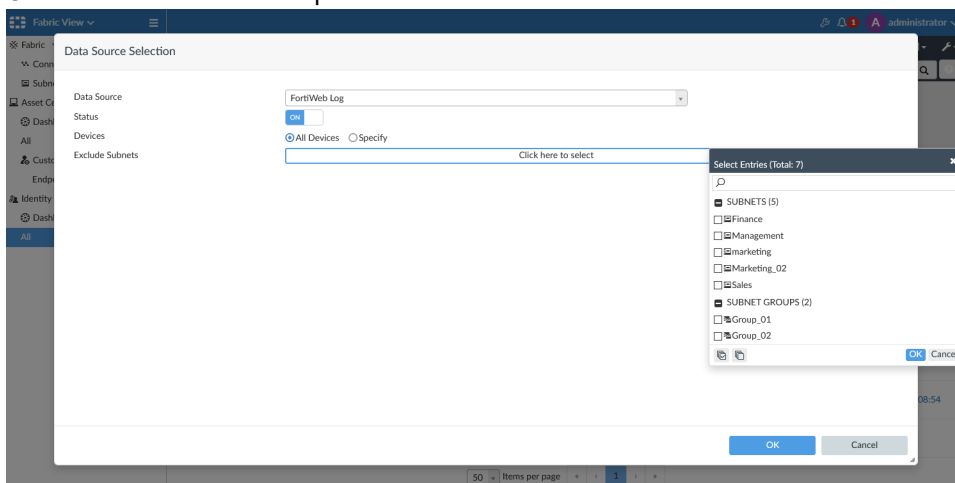 Fabric View
1
A
administrator
Fabric
Data Source Selection
Conn
Subn
Asset Ce
Dash
All
Custo
Endp
Identity
Dash
All
Data Source
FortiWeb Log
Status
ON
Devices
All Devices
Specify
Exclude Subnets
Click here to select
Select Entries (Total: 7)
SUBNETS (5)
Finance
Management
marketing
Marketing_02
Sales
SUBNET GROUPS (2)
Group_01
Group_02
OK
Cance
08:54
OK
Cancel
50
Items per page
1